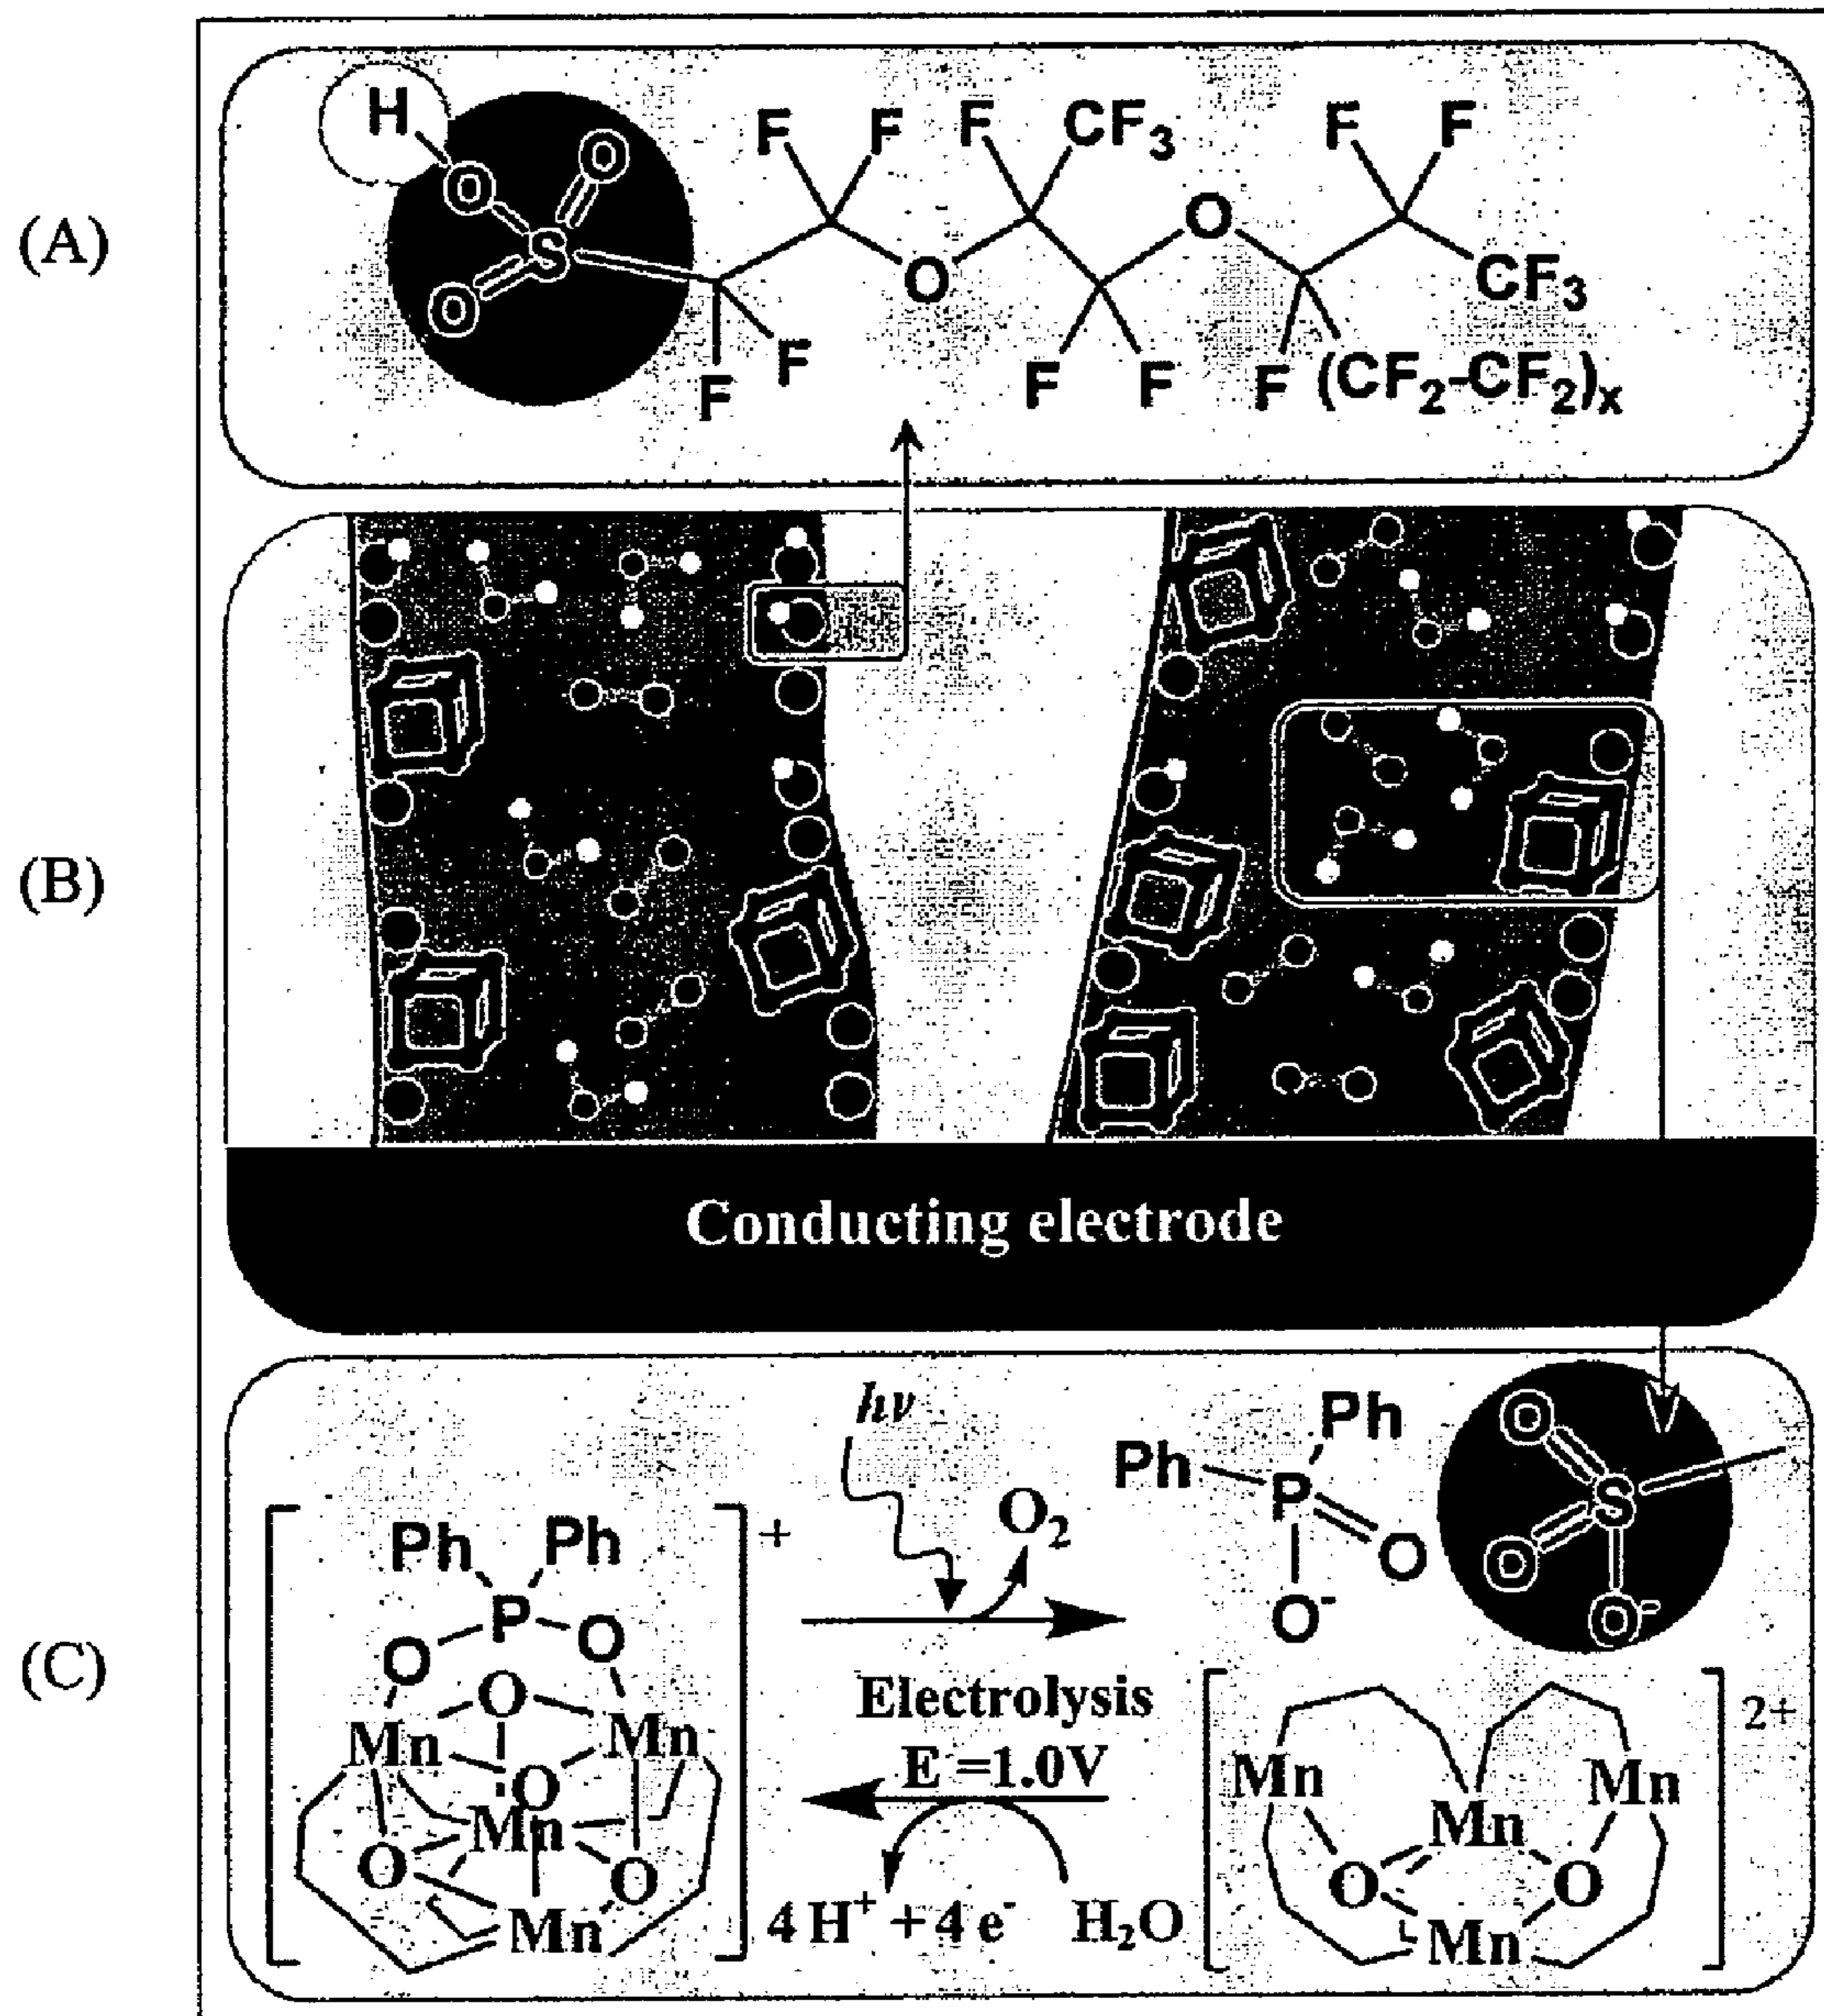 (A)
H
O O
S
O
F F F CF3 F F
O O
CF3
F F F F F (CF2-CF2)x
(B)
Conducting electrode
(C)
hν
O2
Ph
Ph
P
O
O-
O
S
O
O-
[ ]+
Ph Ph
P
O O
O
Mn Mn
O
Mn
O O
Mn
Electrolysis
E =1.0V
4 H+ + 4 e-
H2O
[ ]2+
Mn Mn
Mn
O O
Mn